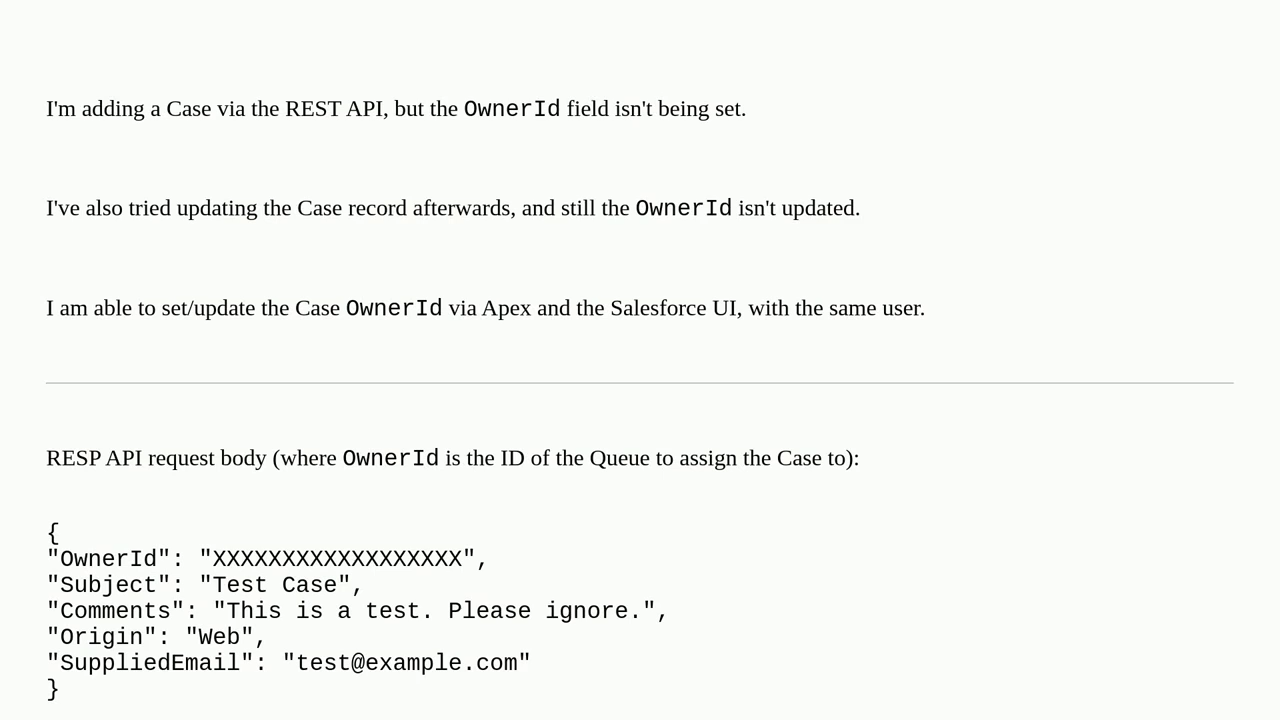 I'm adding a Case via the REST API, but the OwnerId field isn't being set.
I've also tried updating the Case record afterwards, and still the OwnerId isn't updated.
I am able to set/update the Case OwnerId via Apex and the Salesforce UI, with the same user.
RESP API request body (where OwnerId is the ID of the Queue to assign the Case to):
{
"OwnerId": "XXXXXXXXXXXXXXXXXX",
"Subject": "Test Case",
"Comments": "This is a test. Please ignore.",
"Origin": "Web",
"SuppliedEmail": "test@example.com"
}